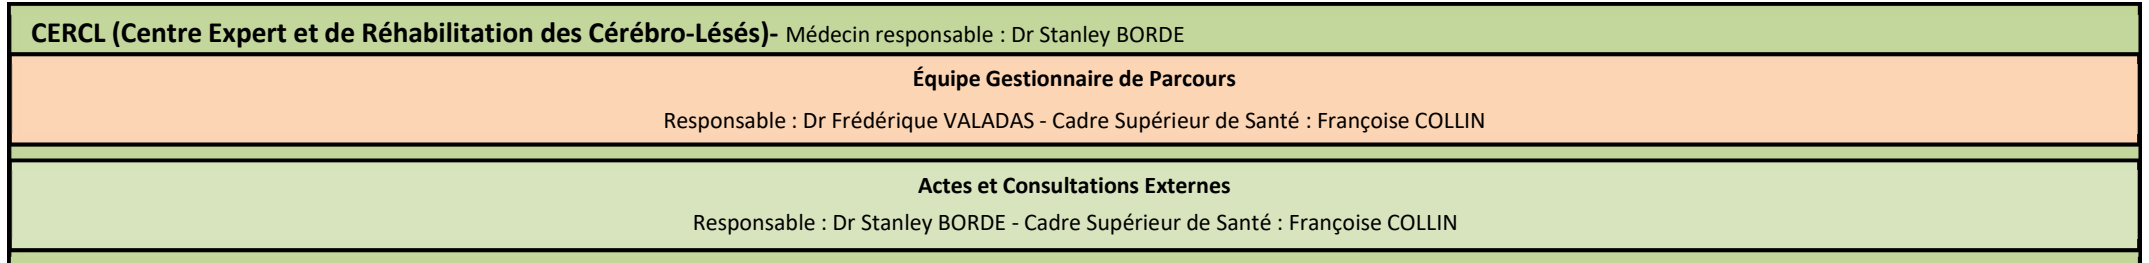 CERCL (Centre Expert et de Réhabilitation des Cérébro-Lésés)- Médecin responsable : Dr Stanley BORDE
Équipe Gestionnaire de Parcours
Responsable : Dr Frédérique VALADAS - Cadre Supérieur de Santé : Françoise COLLIN
Actes et Consultations Externes
Responsable : Dr Stanley BORDE - Cadre Supérieur de Santé : Françoise COLLIN